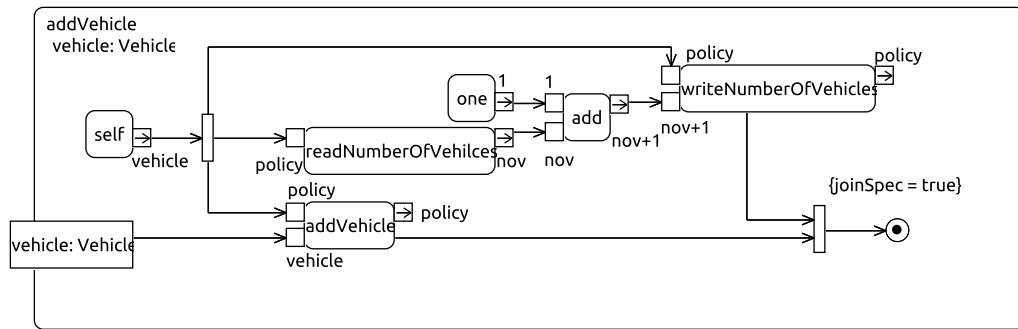 addVehicle
vehicle: Vehicle
policy
policy
1
1
one
writeNumberOfVehicles
add
self
nov+1
nov+1
vehicle
policy
readNumberOfVehilces
nov
nov
policy
{joinSpec = true}
policy
addVehicle
vehicle: Vehicle
vehicle